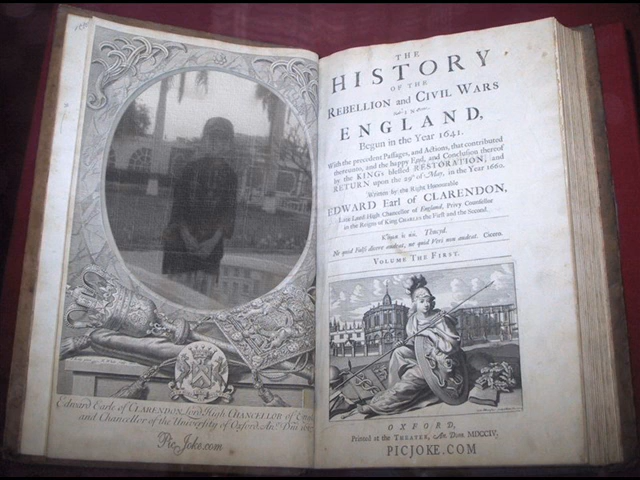 Edward Earle of CLARENDON, Lord High CHANCELLOR of
and Chancellor of the University of Oxford An.º Dni.
Pic Joke.com
THE
HISTORY
OF THE
REBELLION and CIVIL WARS
IN
ENGLAND,
Begun in the Year 1641.
With the precedent Passages, and Actions, that contributed
thereunto, and the happy End, and Conclusion thereof
by the KING's blessed RESTORATION, and
RETURN upon the 29th of May, in the Year 1660.
Written by the Right Honourable
EDWARD Earl of CLARENDON,
Late Lord High Chancellor of England, Privy Counsellor
in the Reigns of King CHARLES the First and the Second.
Thucyd.
Ne quid Falsi dicere audeat, ne quid Veri non audeat. Cicero.
VOLUME THE FIRST.
OXFORD,
Printed at the THEATER, An. Dom. MDCCIV.
PICJOKE.COM